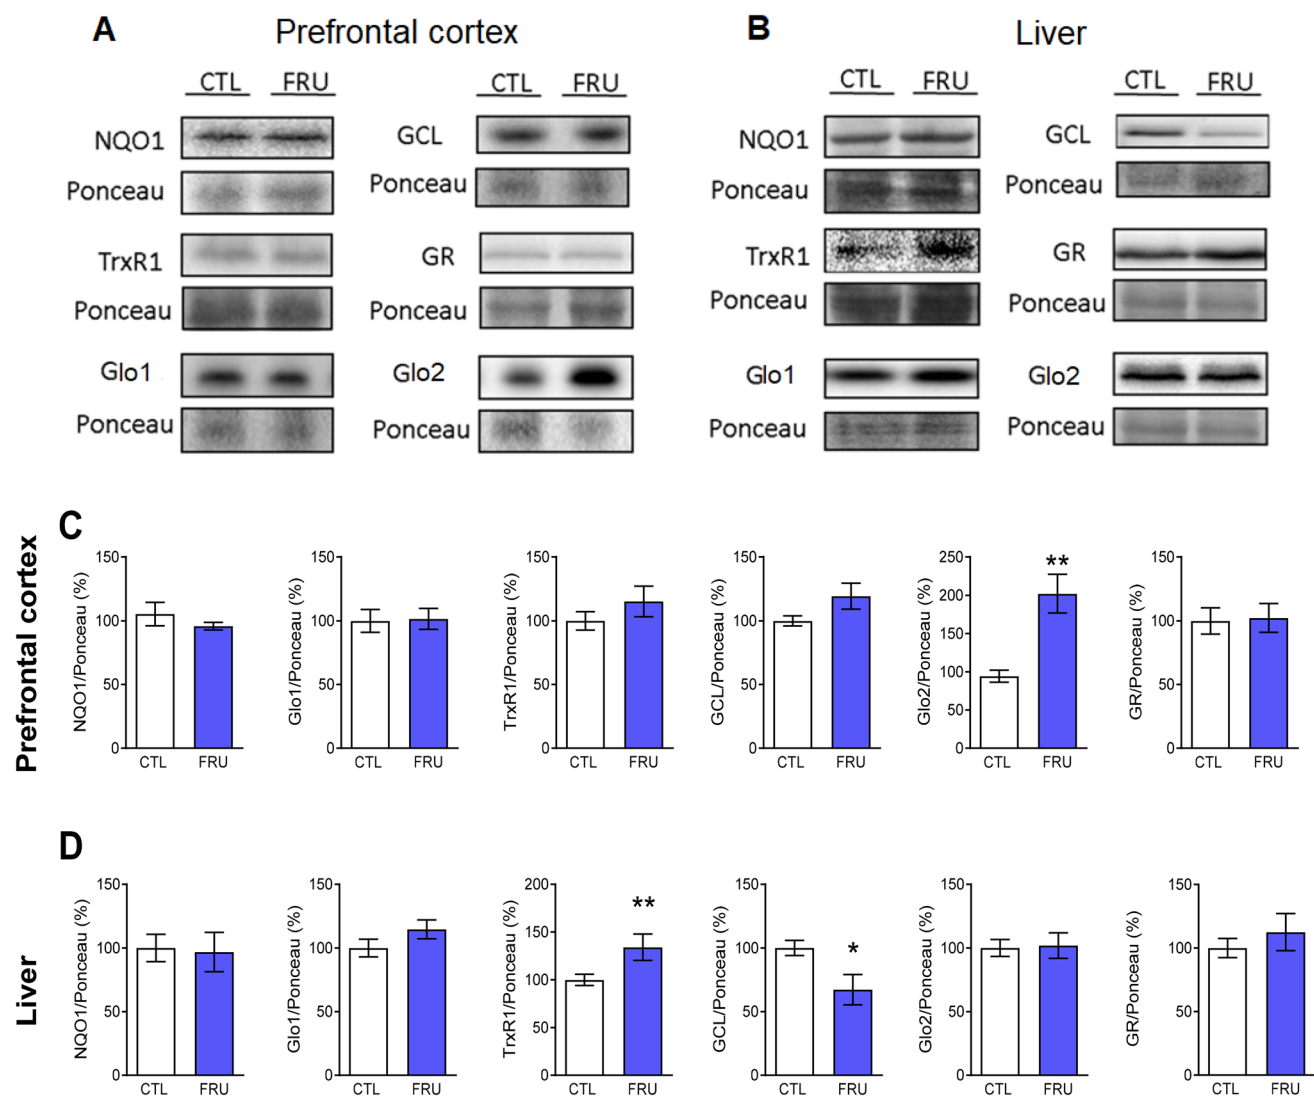 A Prefrontal cortex
CTL FRU
CTL FRU
NQO1
GCL
Ponceau
Ponceau
TrxR1
GR
Ponceau
Ponceau
Glo1
Glo2
Ponceau
Ponceau
B Liver
CTL FRU
CTL FRU
NQO1
GCL
Ponceau
Ponceau
TrxR1
GR
Ponceau
Ponceau
Glo1
Glo2
Ponceau
Ponceau
C
Prefrontal cortex
NQO1/Ponceau (%)
150
100
50
0
CTL FRU
Glo1/Ponceau (%)
150
100
50
0
CTL FRU
TrxR1/Ponceau (%)
150
100
50
0
CTL FRU
GCL/Ponceau (%)
150
100
50
0
CTL FRU
Glo2/Ponceau (%)
250
200
150
100
50
0
**
CTL FRU
GR/Ponceau (%)
150
100
50
0
CTL FRU
D
Liver
NQO1/Ponceau (%)
150
100
50
0
CTL FRU
Glo1/Ponceau (%)
150
100
50
0
CTL FRU
TrxR1/Ponceau (%)
200
150
100
50
0
**
CTL FRU
GCL/Ponceau (%)
150
100
50
0
*
CTL FRU
Glo2/Ponceau (%)
150
100
50
0
CTL FRU
GR/Ponceau (%)
150
100
50
0
CTL FRU